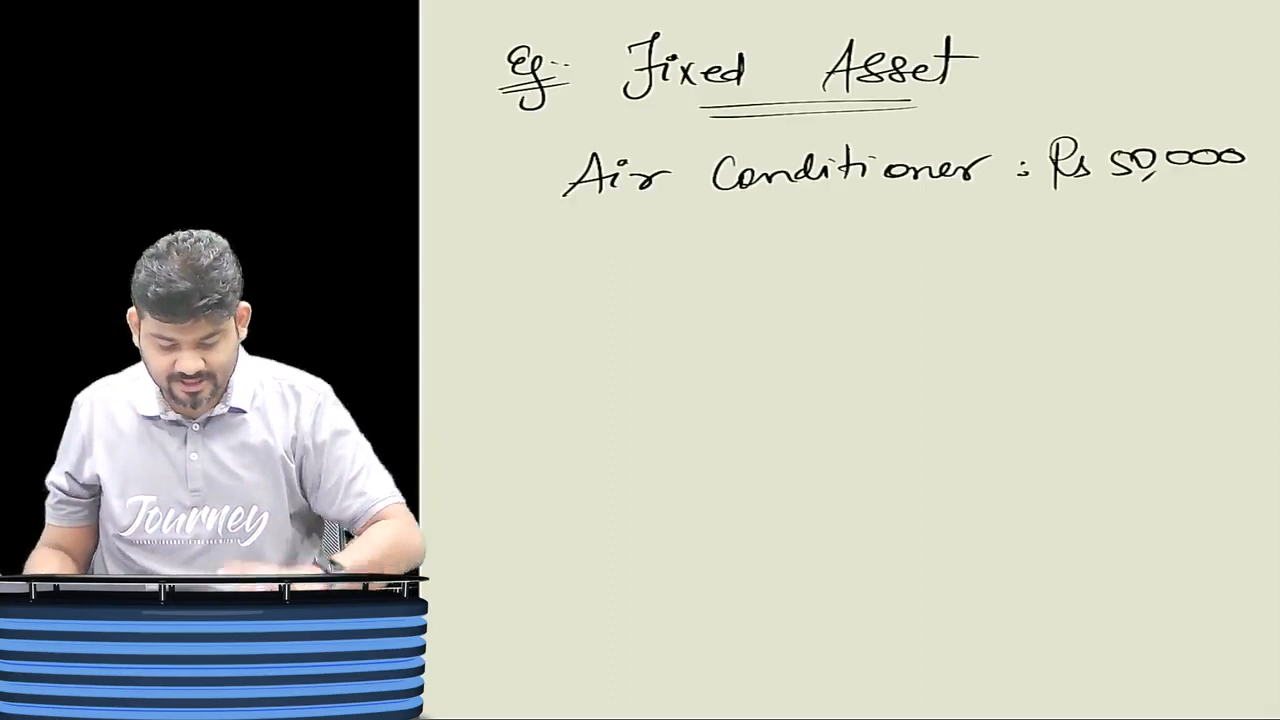 Eg:- Fixed Asset
Air Conditioner : Rs 50,000
Journey